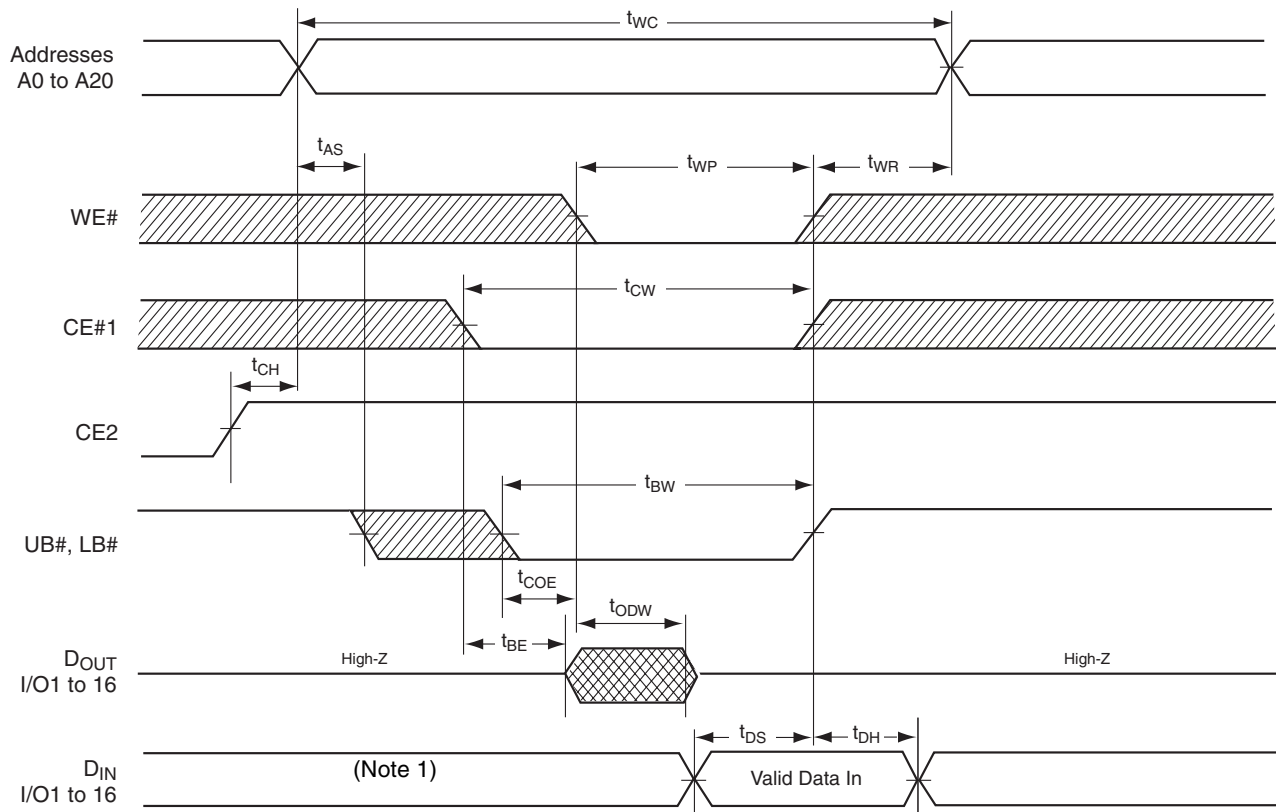 tWC
Addresses
A0 to A20
tAS
tWP
tWR
WE#
tCW
CE#1
tCH
CE2
tBW
UB#, LB#
tCOE
tODW
tBE
DOUT
I/O1 to 16
High-Z
High-Z
tDS
tDH
DIN
I/O1 to 16
(Note 1)
Valid Data In